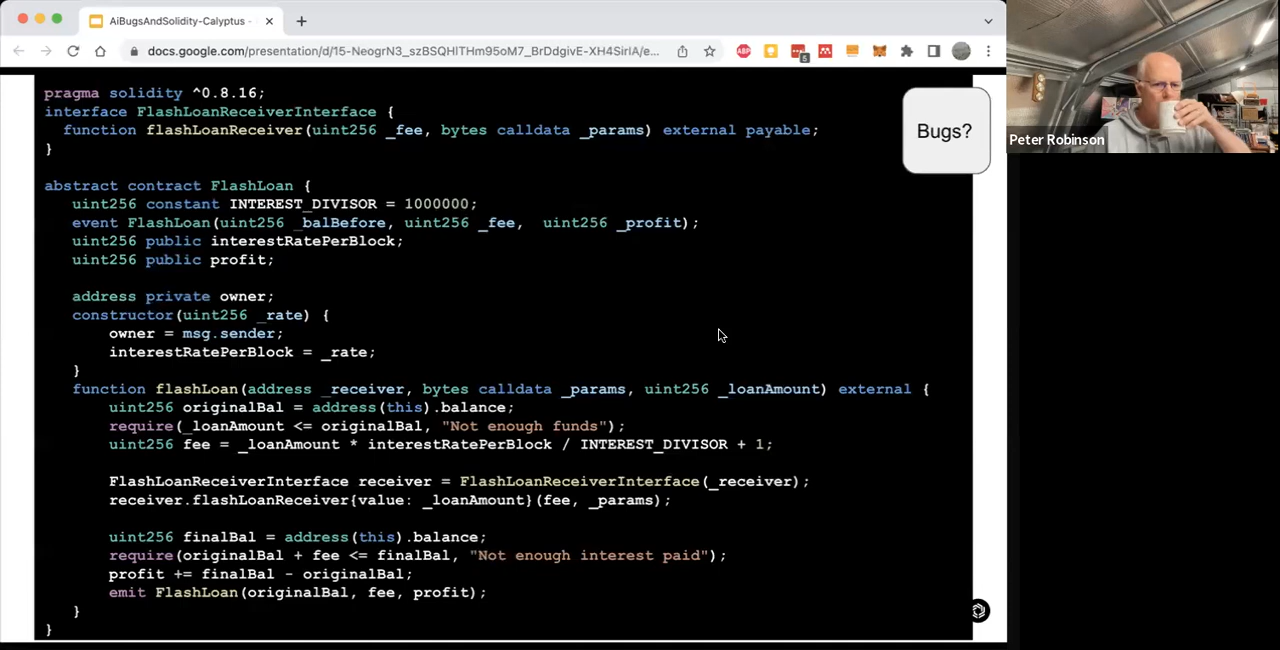 AiBugsAndSolidity-Calyptus -
docs.google.com/presentation/d/15-NeogrN3_szBSQHlTHm95oM7_BrDdgivE-XH4SirIA/e...
ABP
5
pragma solidity ^0.8.16;
interface FlashLoanReceiverInterface {
function flashLoanReceiver(uint256 _fee, bytes calldata _params) external payable;
}
Bugs?
Peter Robinson
abstract contract FlashLoan {
uint256 constant INTEREST_DIVISOR = 1000000;
event FlashLoan(uint256 _balBefore, uint256 _fee, uint256 _profit);
uint256 public interestRatePerBlock;
uint256 public profit;
address private owner;
constructor(uint256 _rate) {
owner = msg.sender;
interestRatePerBlock = _rate;
}
function flashLoan(address _receiver, bytes calldata _params, uint256 _loanAmount) external {
uint256 originalBal = address(this).balance;
require(_loanAmount <= originalBal, "Not enough funds");
uint256 fee = _loanAmount * interestRatePerBlock / INTEREST_DIVISOR + 1;
FlashLoanReceiverInterface receiver = FlashLoanReceiverInterface(_receiver);
receiver.flashLoanReceiver{value: _loanAmount}(fee, _params);
uint256 finalBal = address(this).balance;
require(originalBal + fee <= finalBal, "Not enough interest paid");
profit += finalBal - originalBal;
emit FlashLoan(originalBal, fee, profit);
}
}